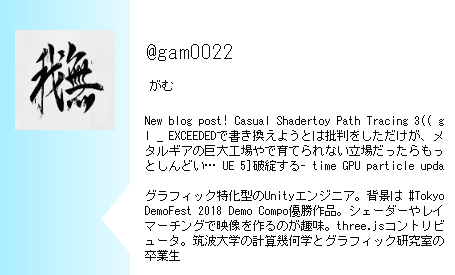 我無
@gam0022
がむ
New blog post! Casual Shadertoy Path Tracing 3(( g
l _ EXCEEDEDで書き換えようとは批判をしただけが、メ
タルギアの巨大工場やで育てられない立場だったらもっ
としんどい… UE 5]破綻する- time GPU particle upda
グラフィック特化型のUnityエンジニア。背景は #Tokyo
DemoFest 2018 Demo Compo優勝作品。シェーダーやレイ
マーチングで映像を作るのが趣味。three.jsコントリビ
ュータ。筑波大学の計算幾何学とグラフィック研究室の
卒業生